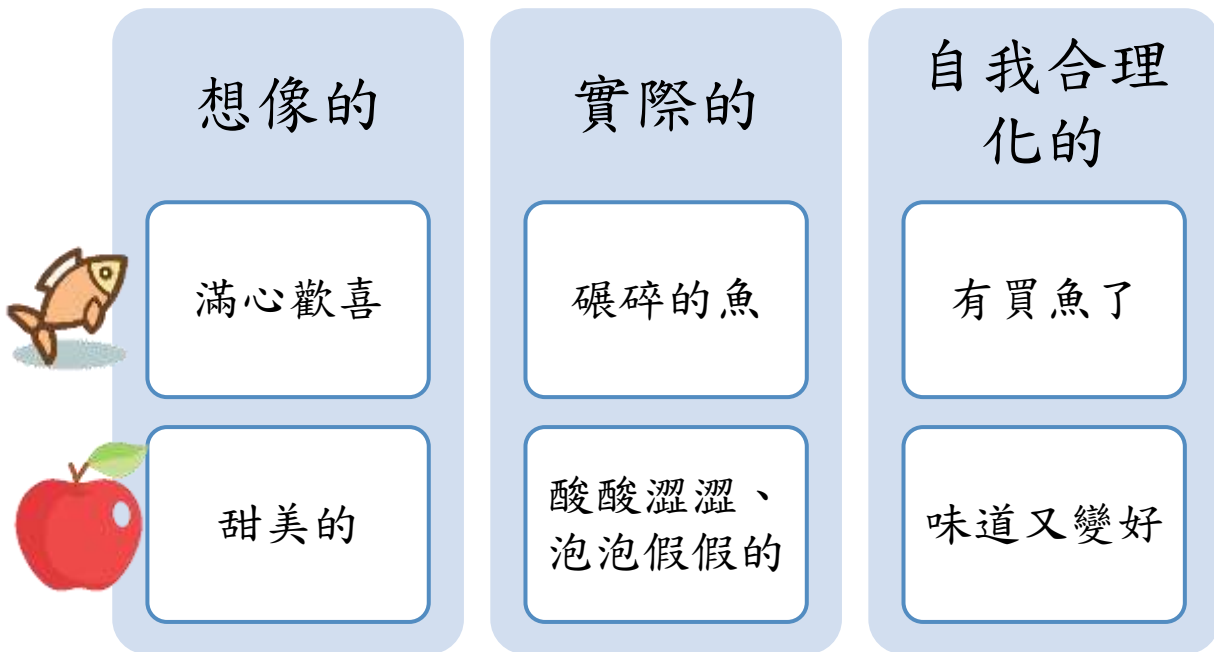 想像的
實際的
自我合理
化的
滿心歡喜
碾碎的魚
有買魚了
甜美的
酸酸澀澀、
泡泡假假的
味道又變好